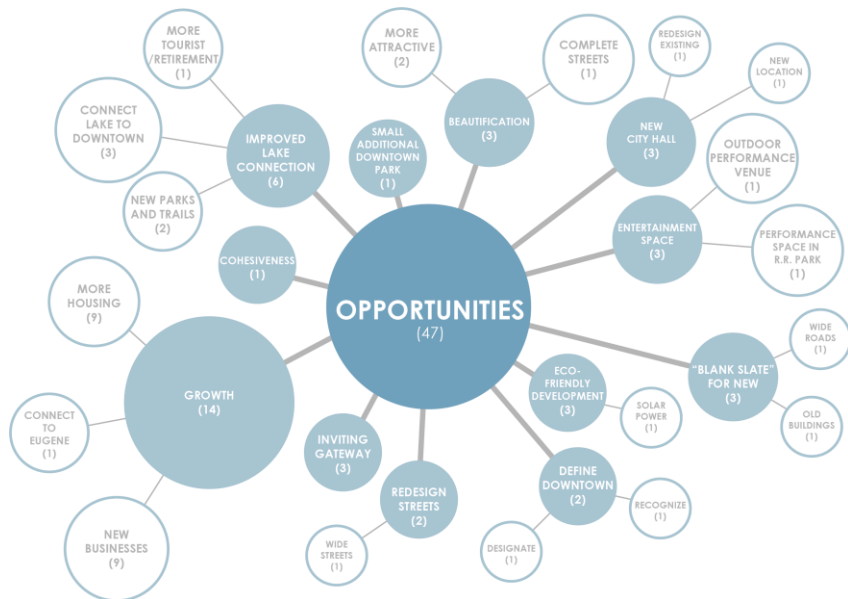 MORE
TOURIST
/RETIREMENT
(1)
MORE
ATTRACTIVE
(2)
COMPLETE
STREETS
(1)
REDESIGN
EXISTING
(1)
NEW
LOCATION
(1)
CONNECT
LAKE TO
DOWNTOWN
(3)
IMPROVED
LAKE
CONNECTION
(6)
SMALL
ADDITIONAL
DOWNTOWN
PARK
(1)
BEAUTIFICATION
(3)
NEW
CITY HALL
(3)
OUTDOOR
PERFORMANCE
VENUE
(1)
NEW PARKS
AND TRAILS
(2)
ENTERTAINMENT
SPACE
(3)
PERFORMANCE
SPACE IN
R.R. PARK
(1)
COHESIVENESS
(1)
MORE
HOUSING
(9)
OPPORTUNITIES
(47)
WIDE
ROADS
(1)
GROWTH
(14)
ECO-
FRIENDLY
DEVELOPMENT
(3)
"BLANK SLATE"
FOR NEW
(3)
SOLAR
POWER
(1)
OLD
BUILDINGS
(1)
CONNECT
TO
EUGENE
(1)
INVITING
GATEWAY
(3)
REDESIGN
STREETS
(2)
DEFINE
DOWNTOWN
(2)
RECOGNIZE
(1)
NEW
BUSINESSES
(9)
WIDE
STREETS
(1)
DESIGNATE
(1)